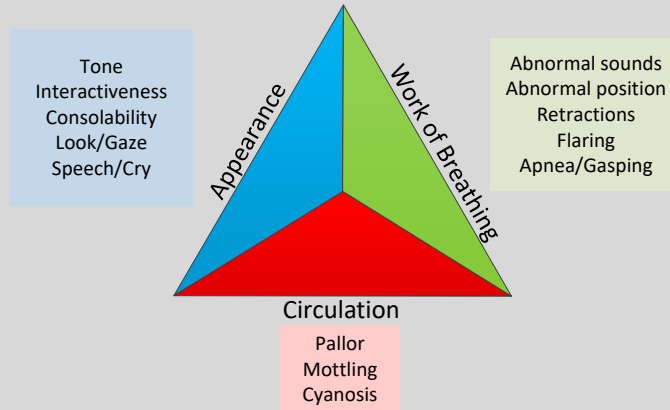 Tone
Interactiveness
Consolability
Look/Gaze
Speech/Cry
Appearance
Work of Breathing
Abnormal sounds
Abnormal position
Retractions
Flaring
Apnea/Gasping
Circulation
Pallor
Mottling
Cyanosis